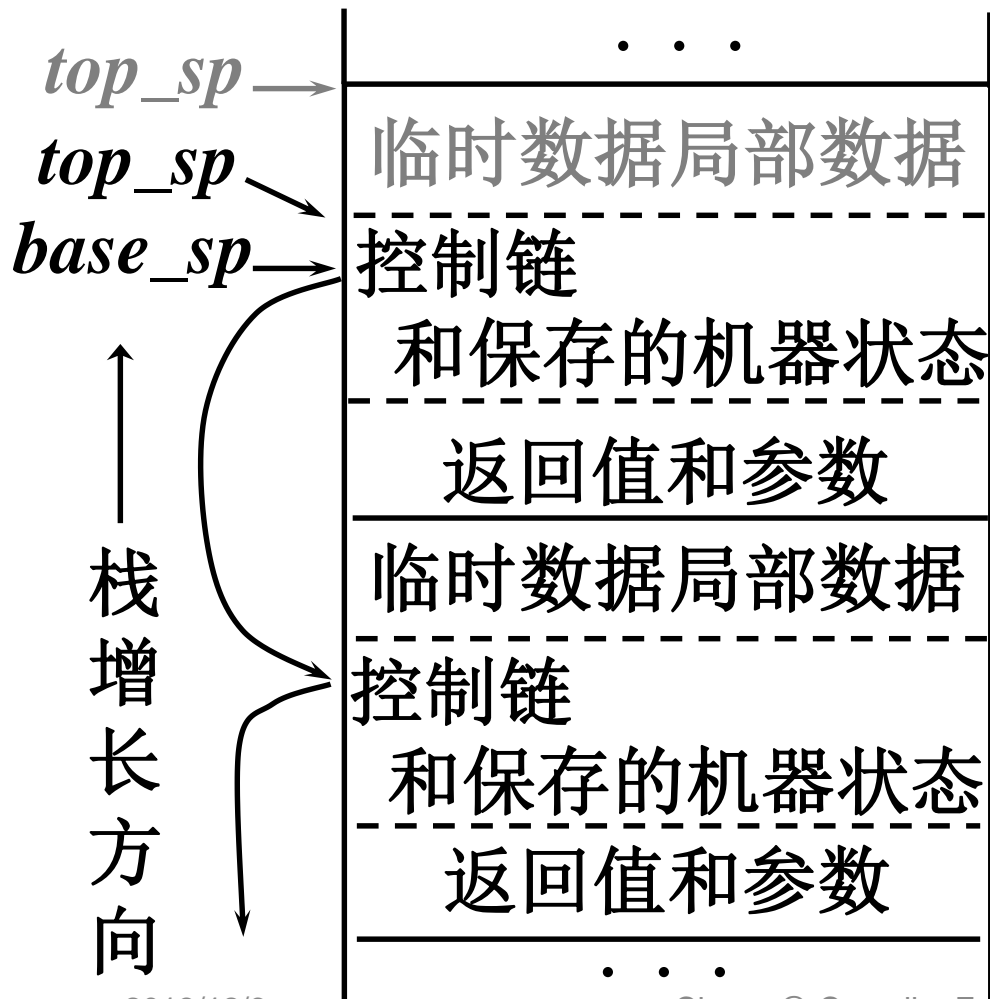 . . .
top_sp
临时数据局部数据
top_sp
base_sp
控制链
和保存的机器状态
返回值和参数
临时数据局部数据
控制链
和保存的机器状态
返回值和参数
. . .
栈增长方向